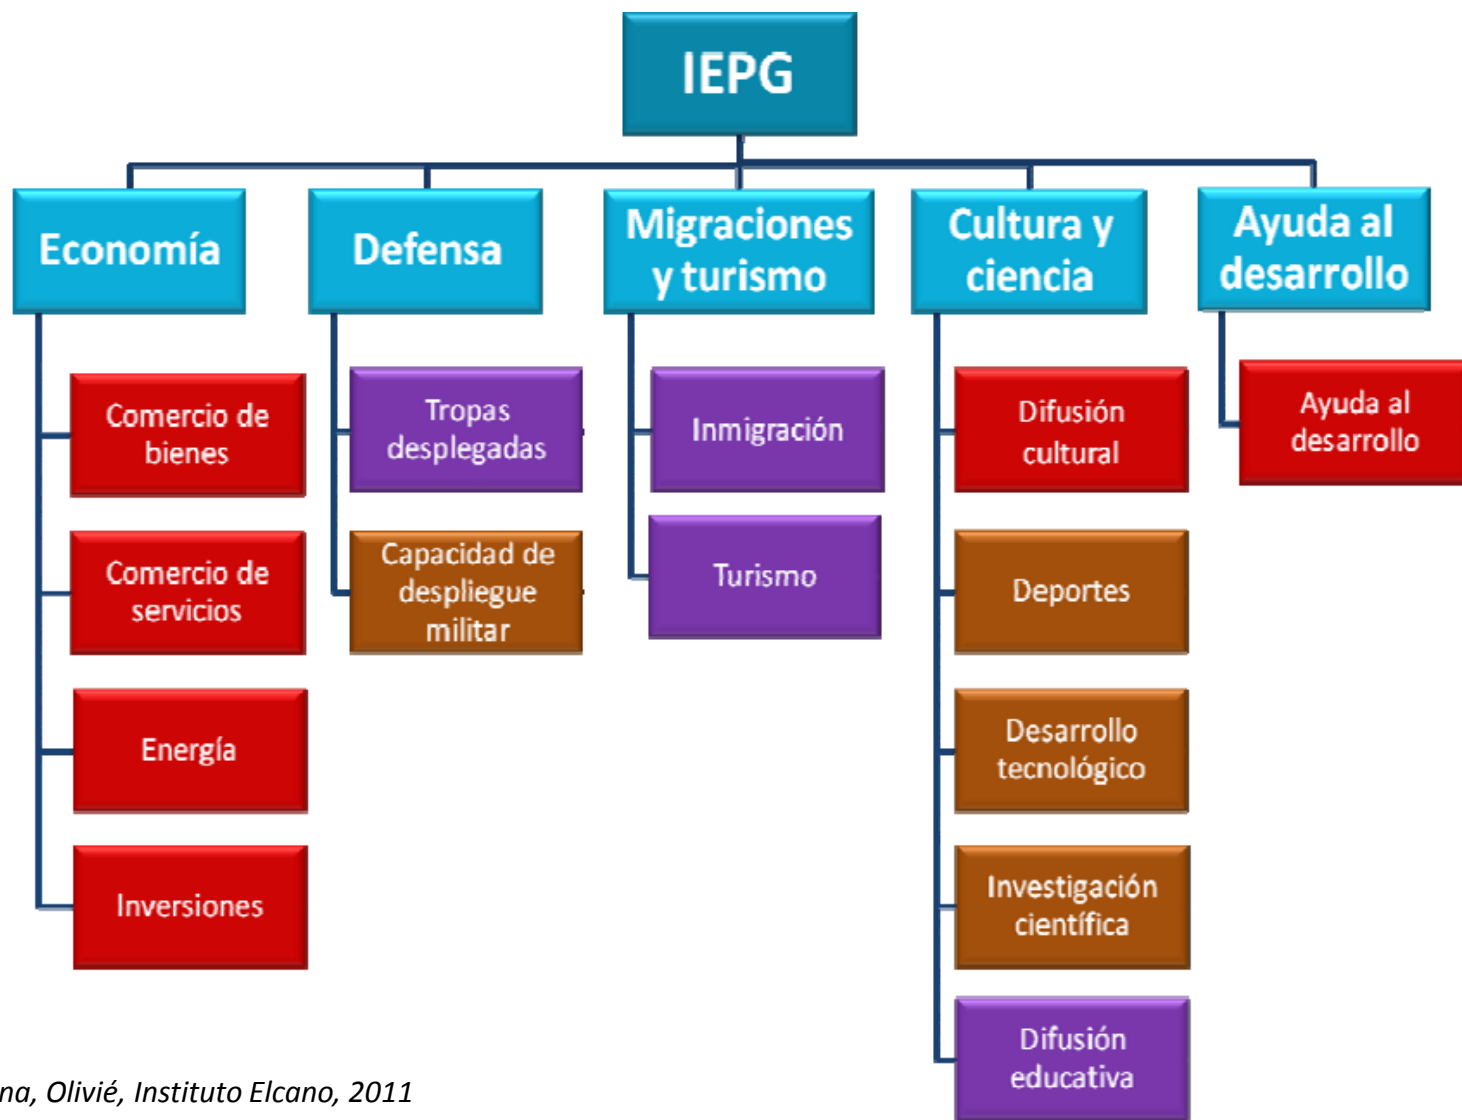 IEPG
Economía
Defensa
Migraciones
y turismo
Cultura y
ciencia
Ayuda al
desarrollo
Comercio de
bienes
Comercio de
servicios
Energía
Inversiones
Tropas
desplegadas
Capacidad de
despliegue
militar
Inmigración
Turismo
Difusión
cultural
Deportes
Desarrollo
tecnológico
Investigación
científica
Difusión
educativa
Ayuda al
desarrollo
na, Olivié, Instituto Elcano, 2011